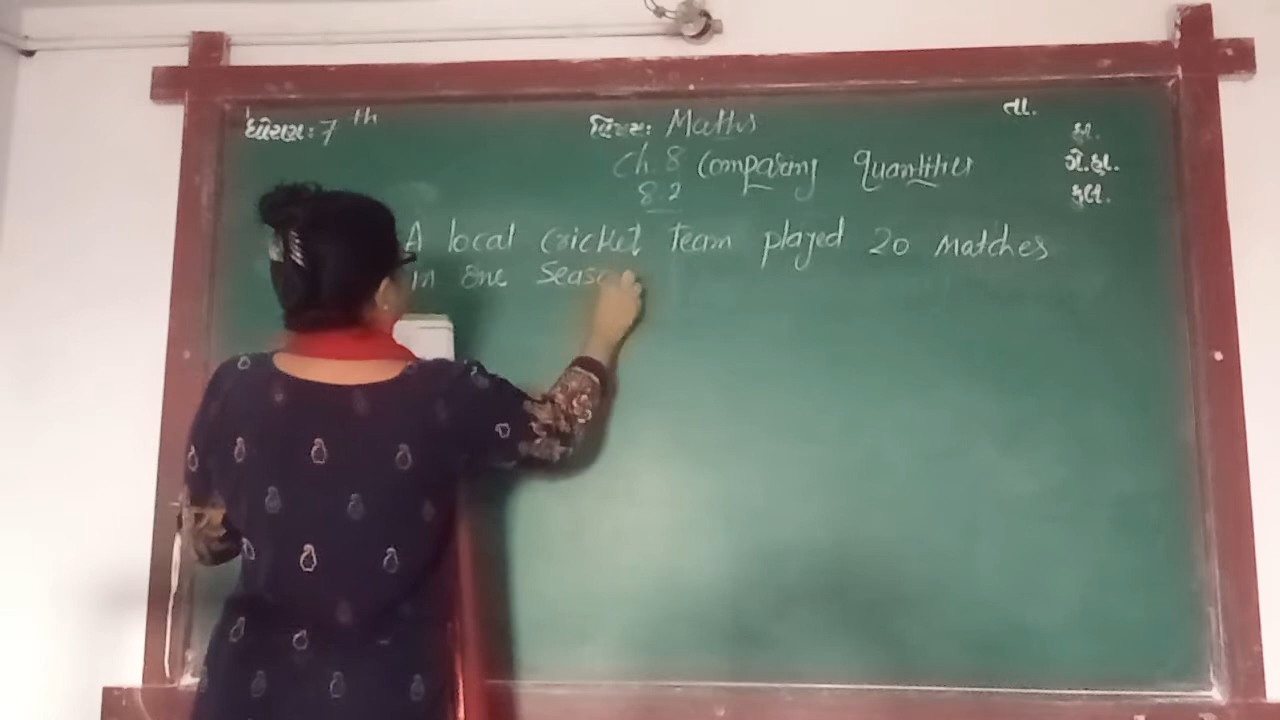 ધોરણ: 7th
વિષય: Maths
તા.
Ch. 8 Comparing Quantities
હા.
ગે.હા.
8.2
કુલ.
A local cricket team played 20 matches
in one Seaso